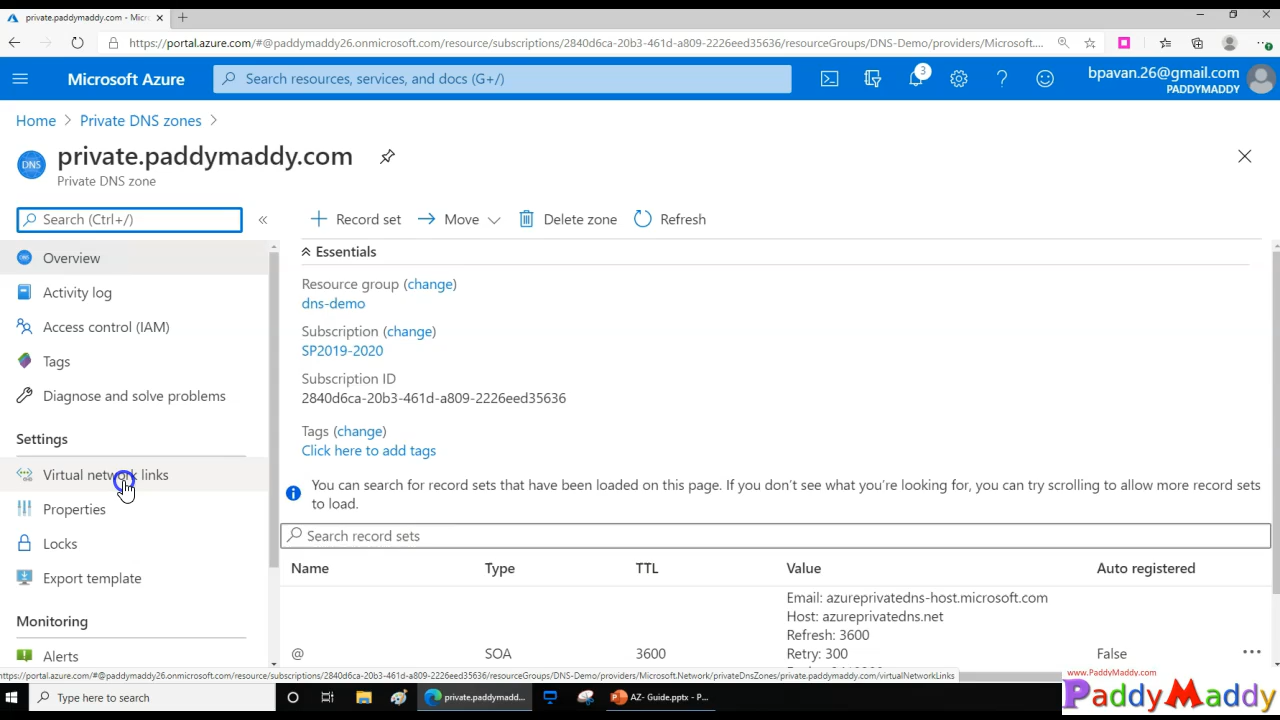 private.paddymaddy.com - Micr
https://portal.azure.com/#@paddymaddy26.onmicrosoft.com/resource/subscriptions/2840d6ca-20b3-461d-a809-2226eed35636/resourceGroups/DNS-Demo/providers/Microsoft....
Microsoft Azure
Search resources, services, and docs (G+/)
3
bpavan.26@gmail.com
PADDYMADDY
Home > Private DNS zones >
DNS
private.paddymaddy.com
Private DNS zone
Search (Ctrl+/)
«
Record set
Move
Delete zone
Refresh
Overview
Activity log
Access control (IAM)
Tags
Diagnose and solve problems
Settings
Virtual network links
Properties
Locks
Export template
Monitoring
Alerts
Essentials
Resource group (change)
dns-demo
Subscription (change)
SP2019-2020
Subscription ID
2840d6ca-20b3-461d-a809-2226eed35636
Tags (change)
Click here to add tags
You can search for record sets that have been loaded on this page. If you don't see what you're looking for, you can try scrolling to allow more record sets
to load.
Search record sets
Name Type TTL Value Auto registered
Email: azureprivatedns-host.microsoft.com
Host: azureprivatedns.net
Refresh: 3600
@ SOA 3600 Retry: 300 False
https://portal.azure.com/#@paddymaddy26.onmicrosoft.com/resource/subscriptions/2840d6ca-20b3-461d-a809-2226eed35636/resourceGroups/DNS-Demo/providers/Microsoft.Network/privateDnsZones/private.paddymaddy.com/virtualNetworkLinks
Type here to search
private.paddymadd...
AZ- Guide.pptx - P...
www.PaddyMaddy.com
PaddyMaddy